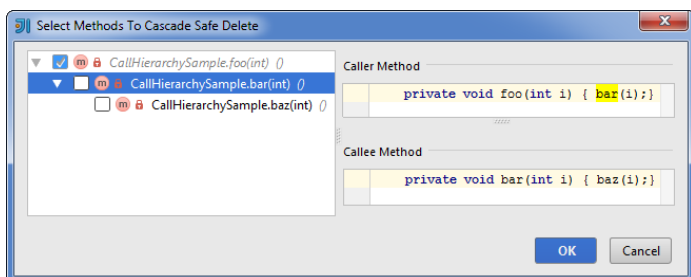 Select Methods To Cascade Safe Delete
CallHierarchySample.foo(int) ()
CallHierarchySample.bar(int) ()
CallHierarchySample.baz(int) ()
Caller Method
private void foo(int i) { bar(i);}
Callee Method
private void bar(int i) { baz(i);}
OK
Cancel